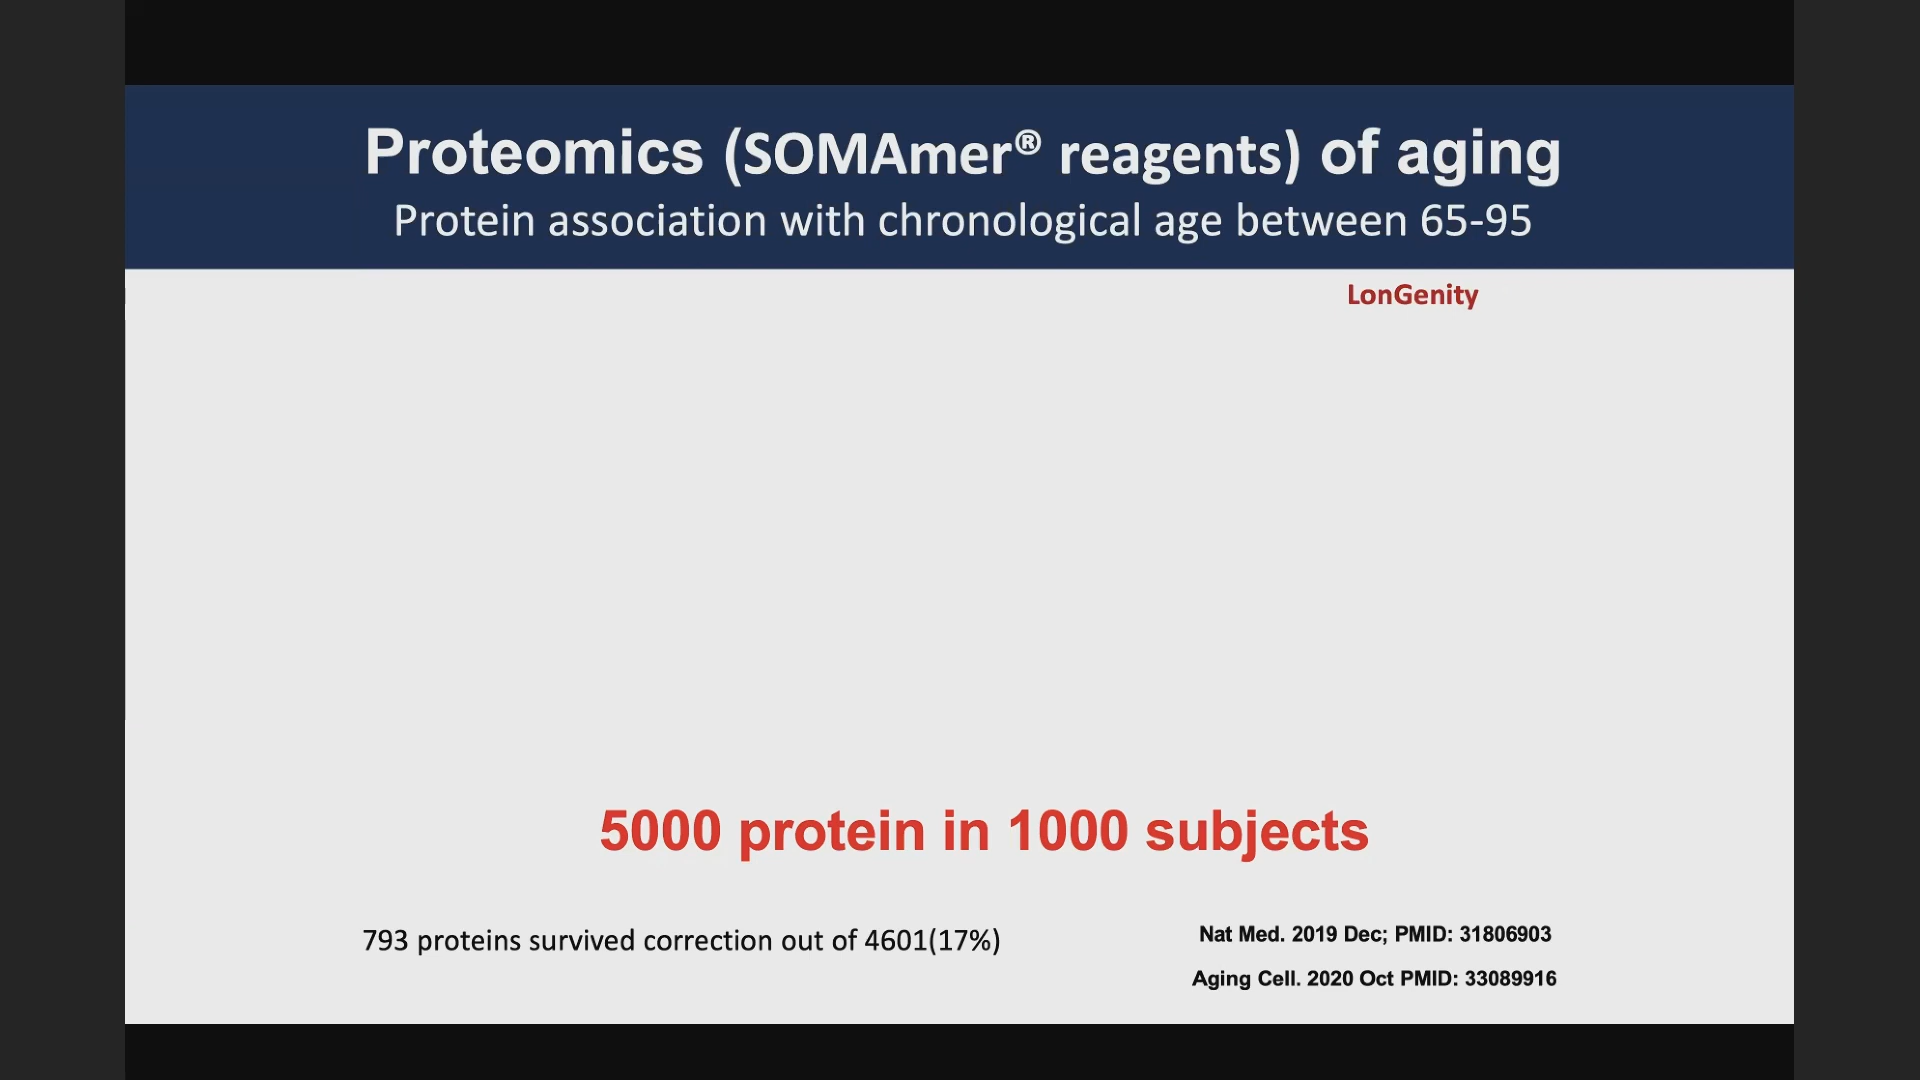 Proteomics (SOMAmer® reagents) of aging
Protein association with chronological age between 65-95
LonGenity
5000 protein in 1000 subjects
793 proteins survived correction out of 4601(17%)
Nat Med. 2019 Dec; PMID: 31806903
Aging Cell. 2020 Oct PMID: 33089916